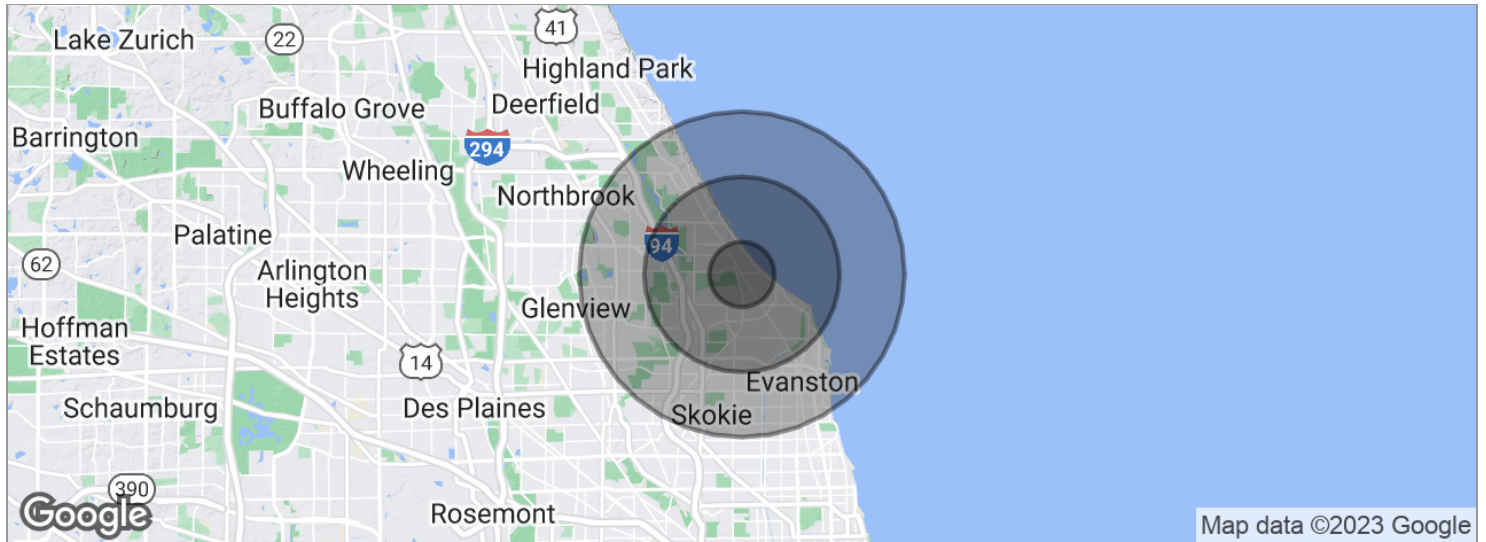 41
Lake Zurich
22
Highland Park
Deerfield
Buffalo Grove
Barrington
294
Wheeling
Northbrook
Palatine
94
62
Arlington
Heights
Glenview
Hoffman
Estates
14
Evanston
Schaumburg
Des Plaines
Skokie
390
Rosemont
Google
Map data ©2023 Google